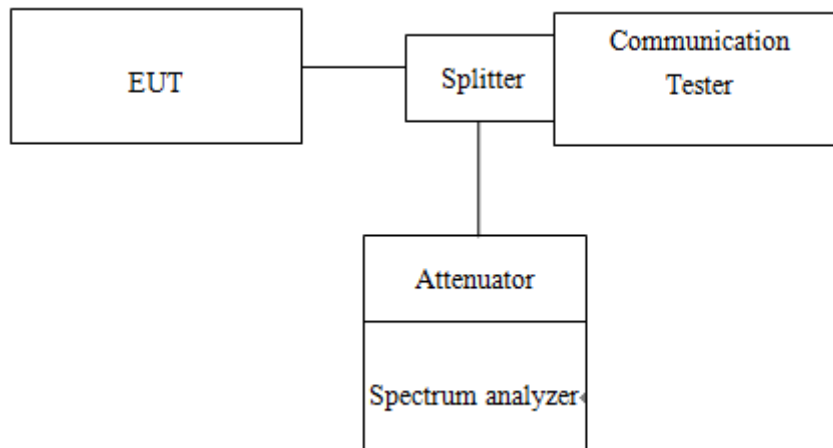 EUT
Splitter
Communication
Tester
Attenuator
Spectrum analyzer